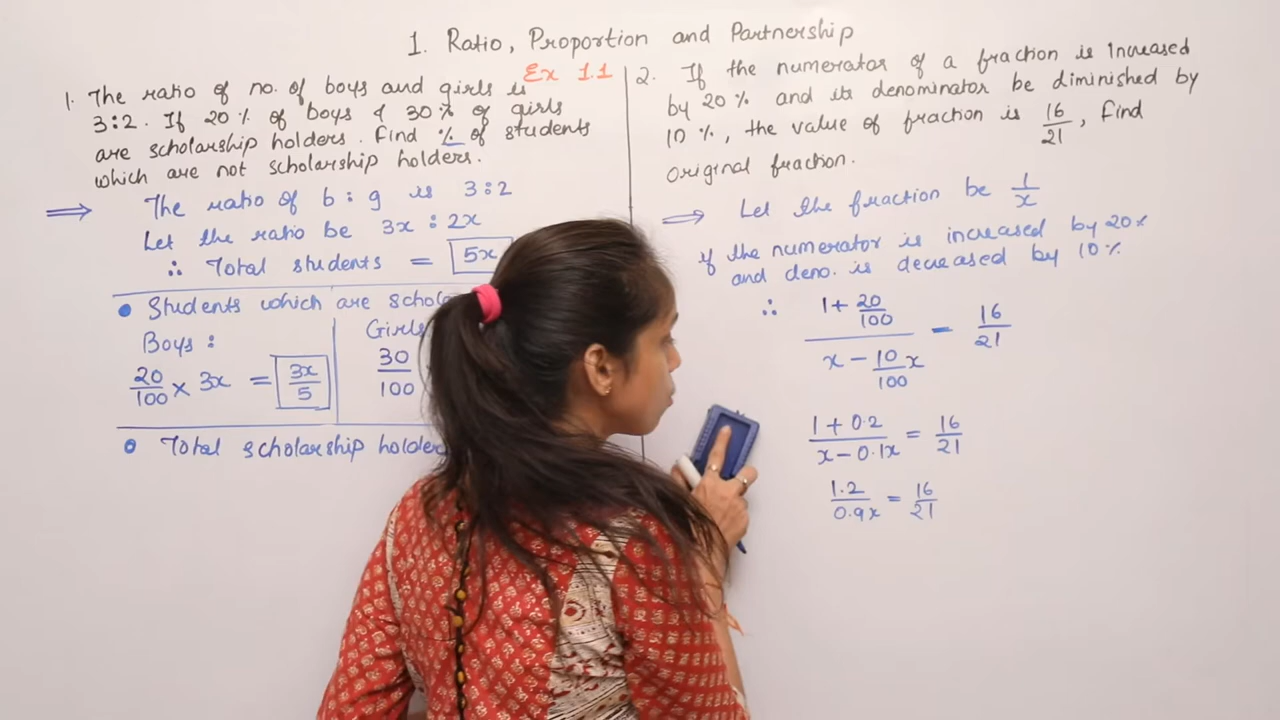 1. Ratio, Proportion and Partnership
Ex 1.1
1. The ratio of no. of boys and girls is
3:2. If 20% of boys & 30% of girls
are scholarship holders. Find % of students
which are not scholarship holders.
⟹ The ratio of b : g is 3:2
Let the ratio be 3x : 2x
∴ Total students = 5x
• Students which are
Boys :
20/100 × 3x = 3x/5
30/100
• Total scholarship
2. If the numerator of a fraction is increased
by 20% and its denominator be diminished by
10%, the value of fraction is 16/21, find
original fraction.
⟹ Let the fraction be 1/x
if the numerator is increased by 20%
and deno. is decreased by 10%
∴ (1 + 20/100)/(x - 10/100 x) = 16/21
(1 + 0.2)/(x - 0.1x) = 16/21
1.2/0.9x = 16/21